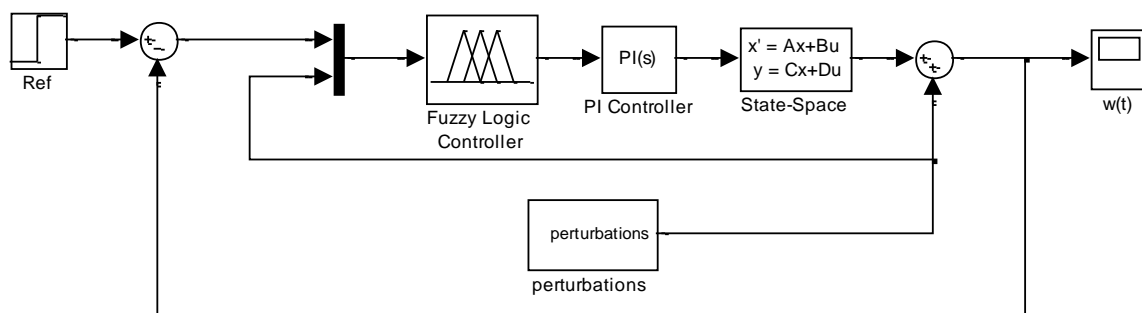 Ref
Fuzzy Logic
Controller
PI(s)
PI Controller
x' = Ax+Bu
y = Cx+Du
State-Space
w(t)
perturbations
perturbations